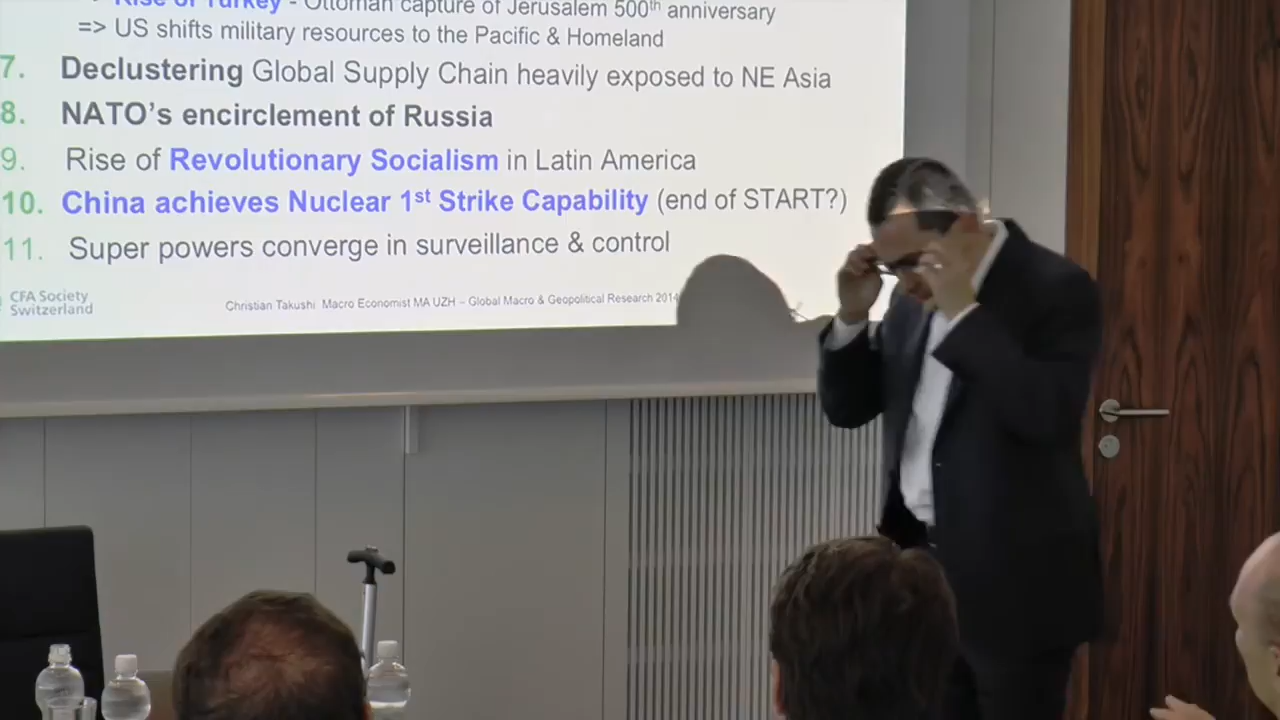 Rise of Turkey - Ottoman capture of Jerusalem 500th anniversary
=> US shifts military resources to the Pacific & Homeland
7. Declustering Global Supply Chain heavily exposed to NE Asia
8. NATO's encirclement of Russia
9. Rise of Revolutionary Socialism in Latin America
10. China achieves Nuclear 1st Strike Capability (end of START?)
11. Super powers converge in surveillance & control
CFA Society
Switzerland
Christian Takushi Macro Economist MA UZH – Global Macro & Geopolitical Research 2014